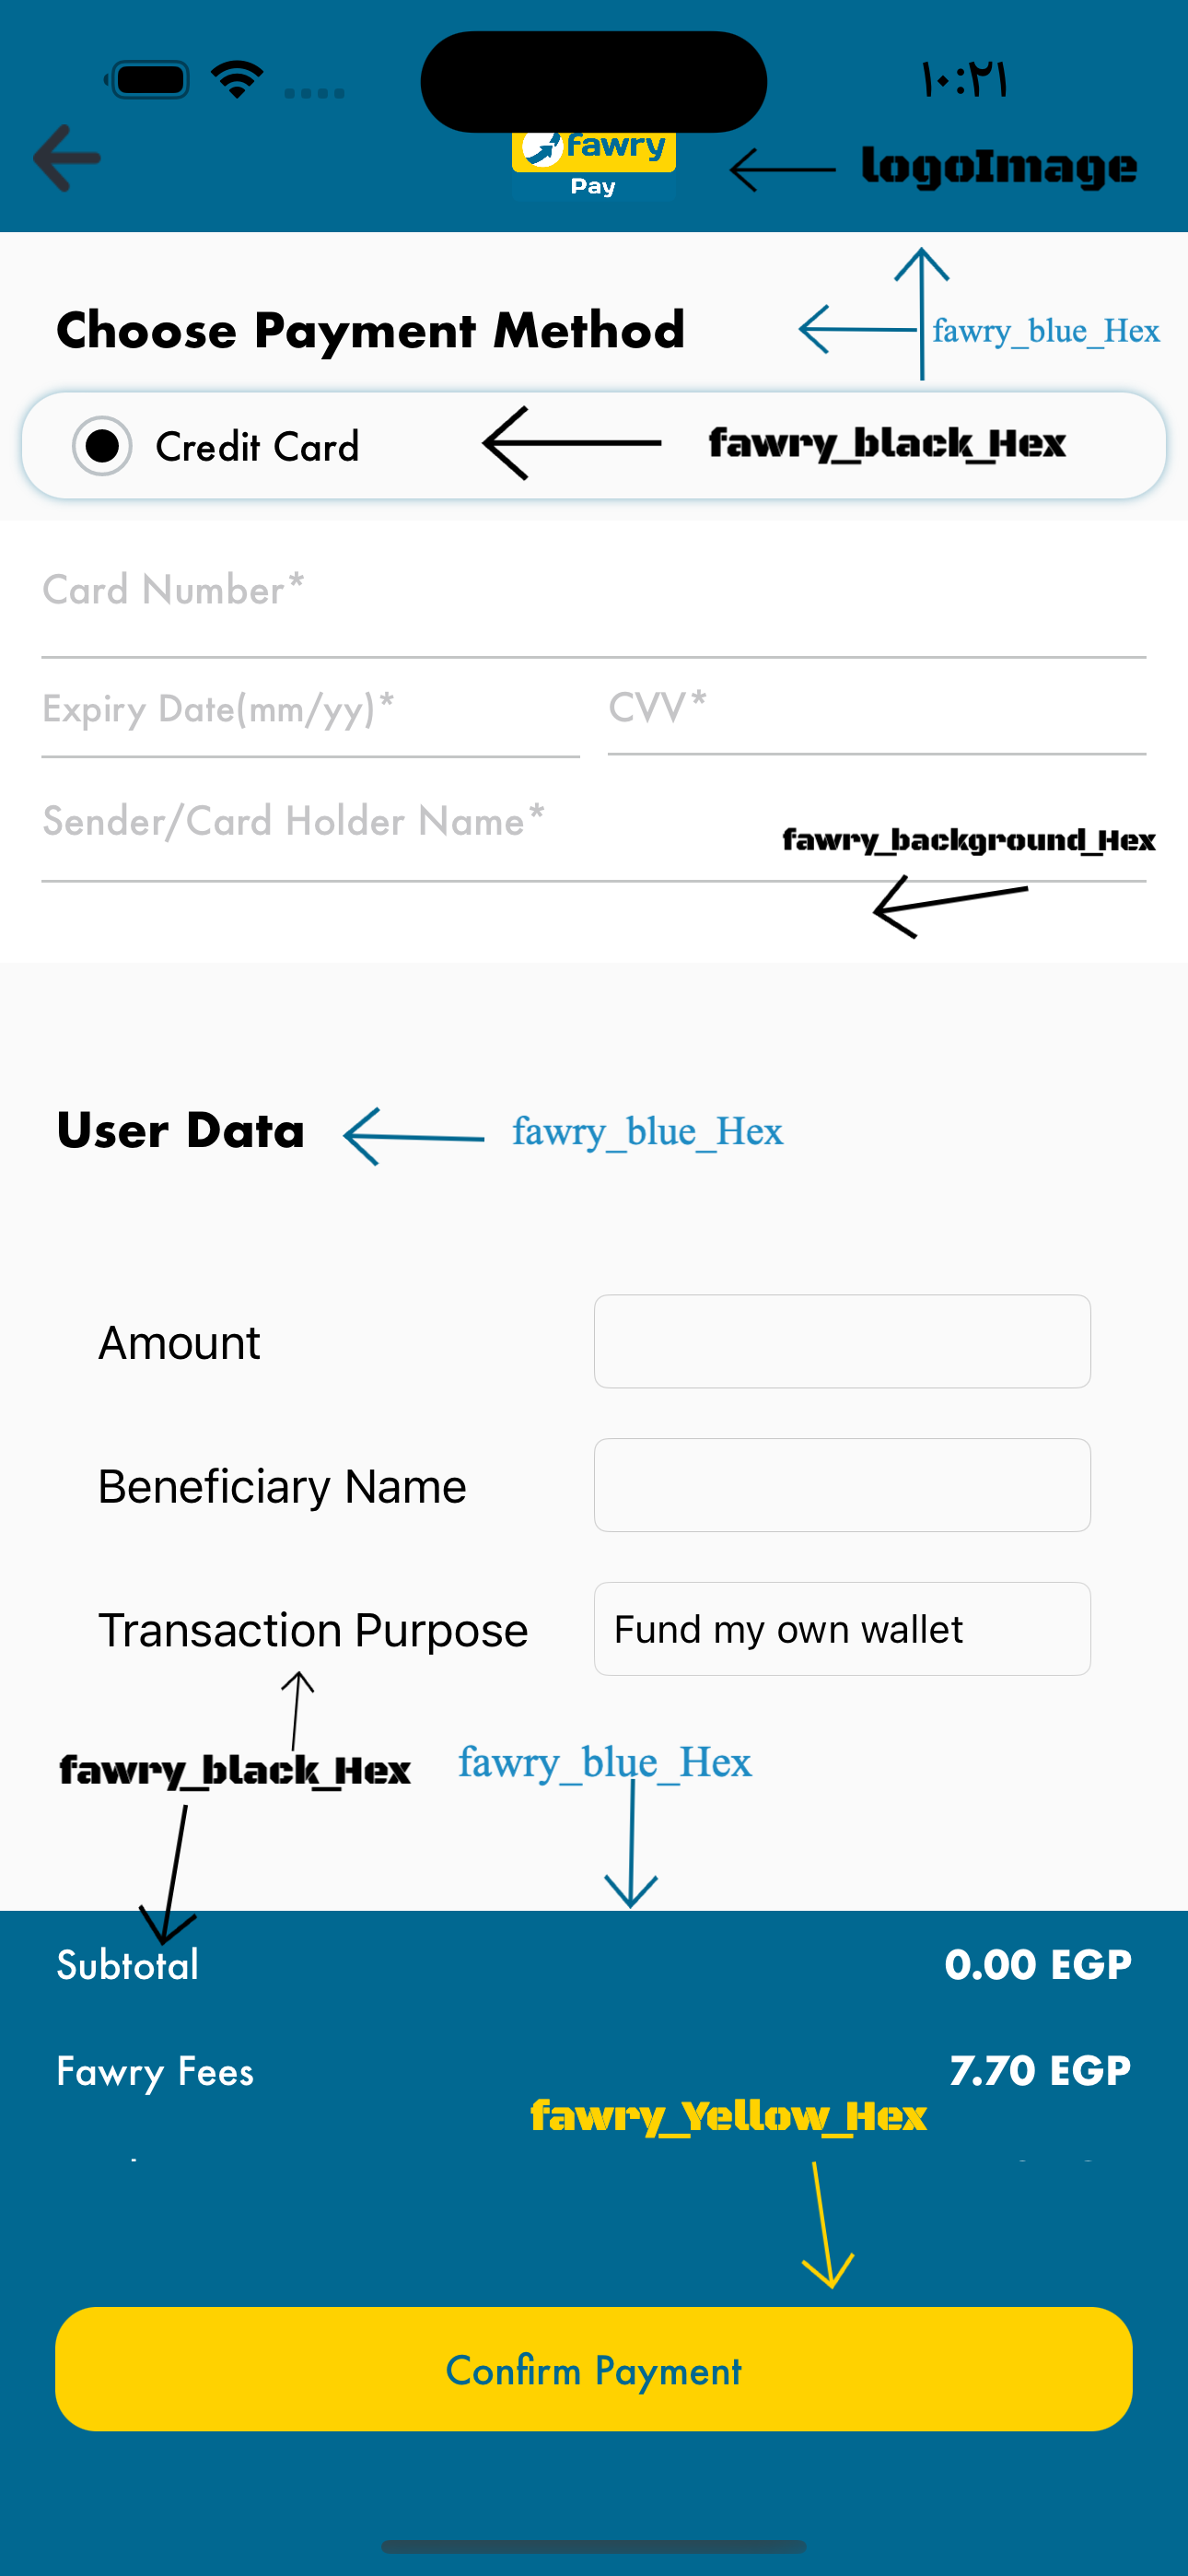 ١٠:٢١
fawry
Pay
logoImage
Choose Payment Method
fawry_blue_Hex
Credit Card
fawry_black_Hex
Card Number*
Expiry Date(mm/yy)*
CVV*
Sender/Card Holder Name*
fawry_background_Hex
User Data
fawry_blue_Hex
Amount
Beneficiary Name
Transaction Purpose
Fund my own wallet
fawry_black_Hex
fawry_blue_Hex
Subtotal
0.00 EGP
Fawry Fees
7.70 EGP
fawry_Yellow_Hex
Confirm Payment